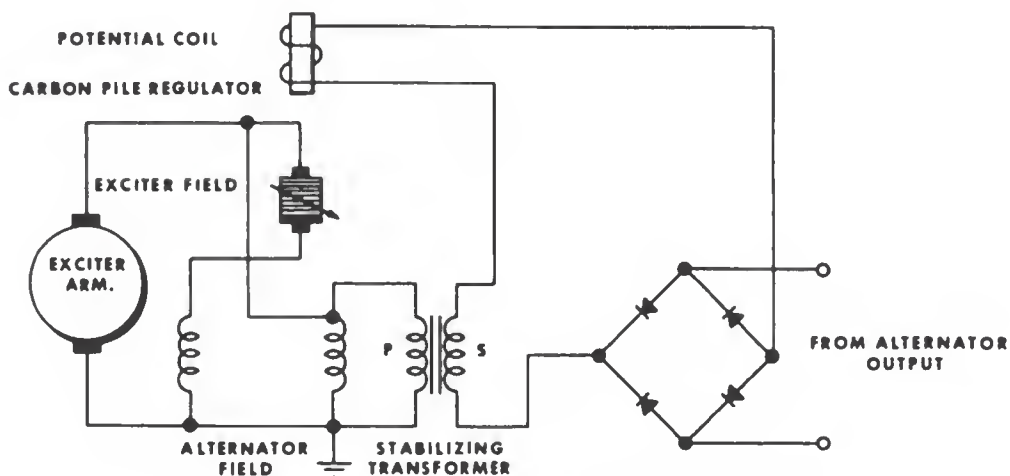 POTENTIAL COIL
CARBON PILE REGULATOR
EXCITER FIELD
EXCITER
ARM.
P
S
FROM ALTERNATOR
OUTPUT
ALTERNATOR
FIELD
STABILIZING
TRANSFORMER